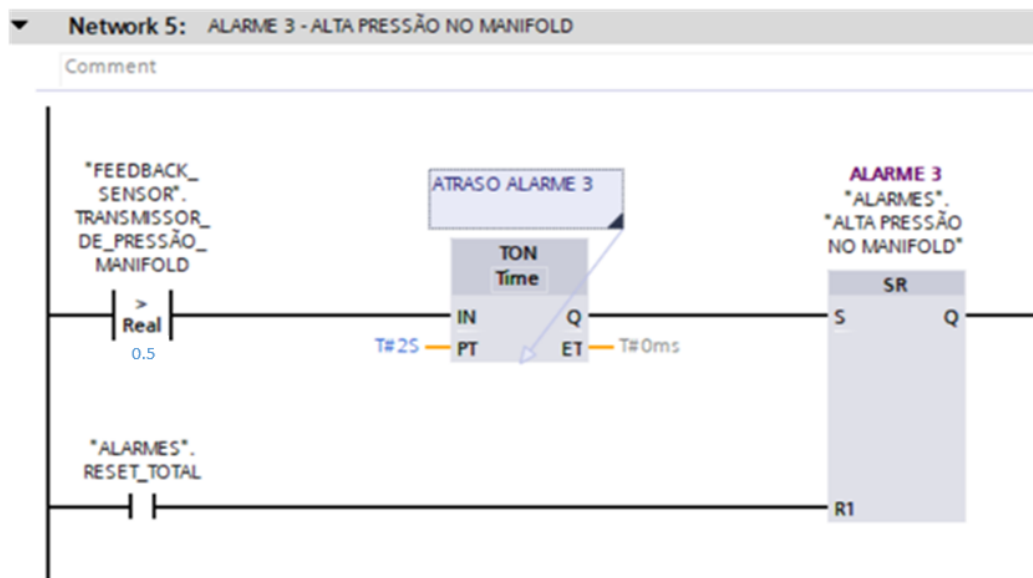 Network 5: ALARME 3 - ALTA PRESSÃO NO MANIFOLD
Comment
"FEEDBACK_
SENSOR".
TRANSMISSOR_
DE_PRESSÃO_
MANIFOLD
>
Real
0.5
ATRASO ALARME 3
TON
Time
IN
Q
T#2S
PT
ET
T#0ms
ALARME 3
"ALARMES".
"ALTA PRESSÃO
NO MANIFOLD"
SR
S
Q
R1
"ALARMES".
RESET_TOTAL